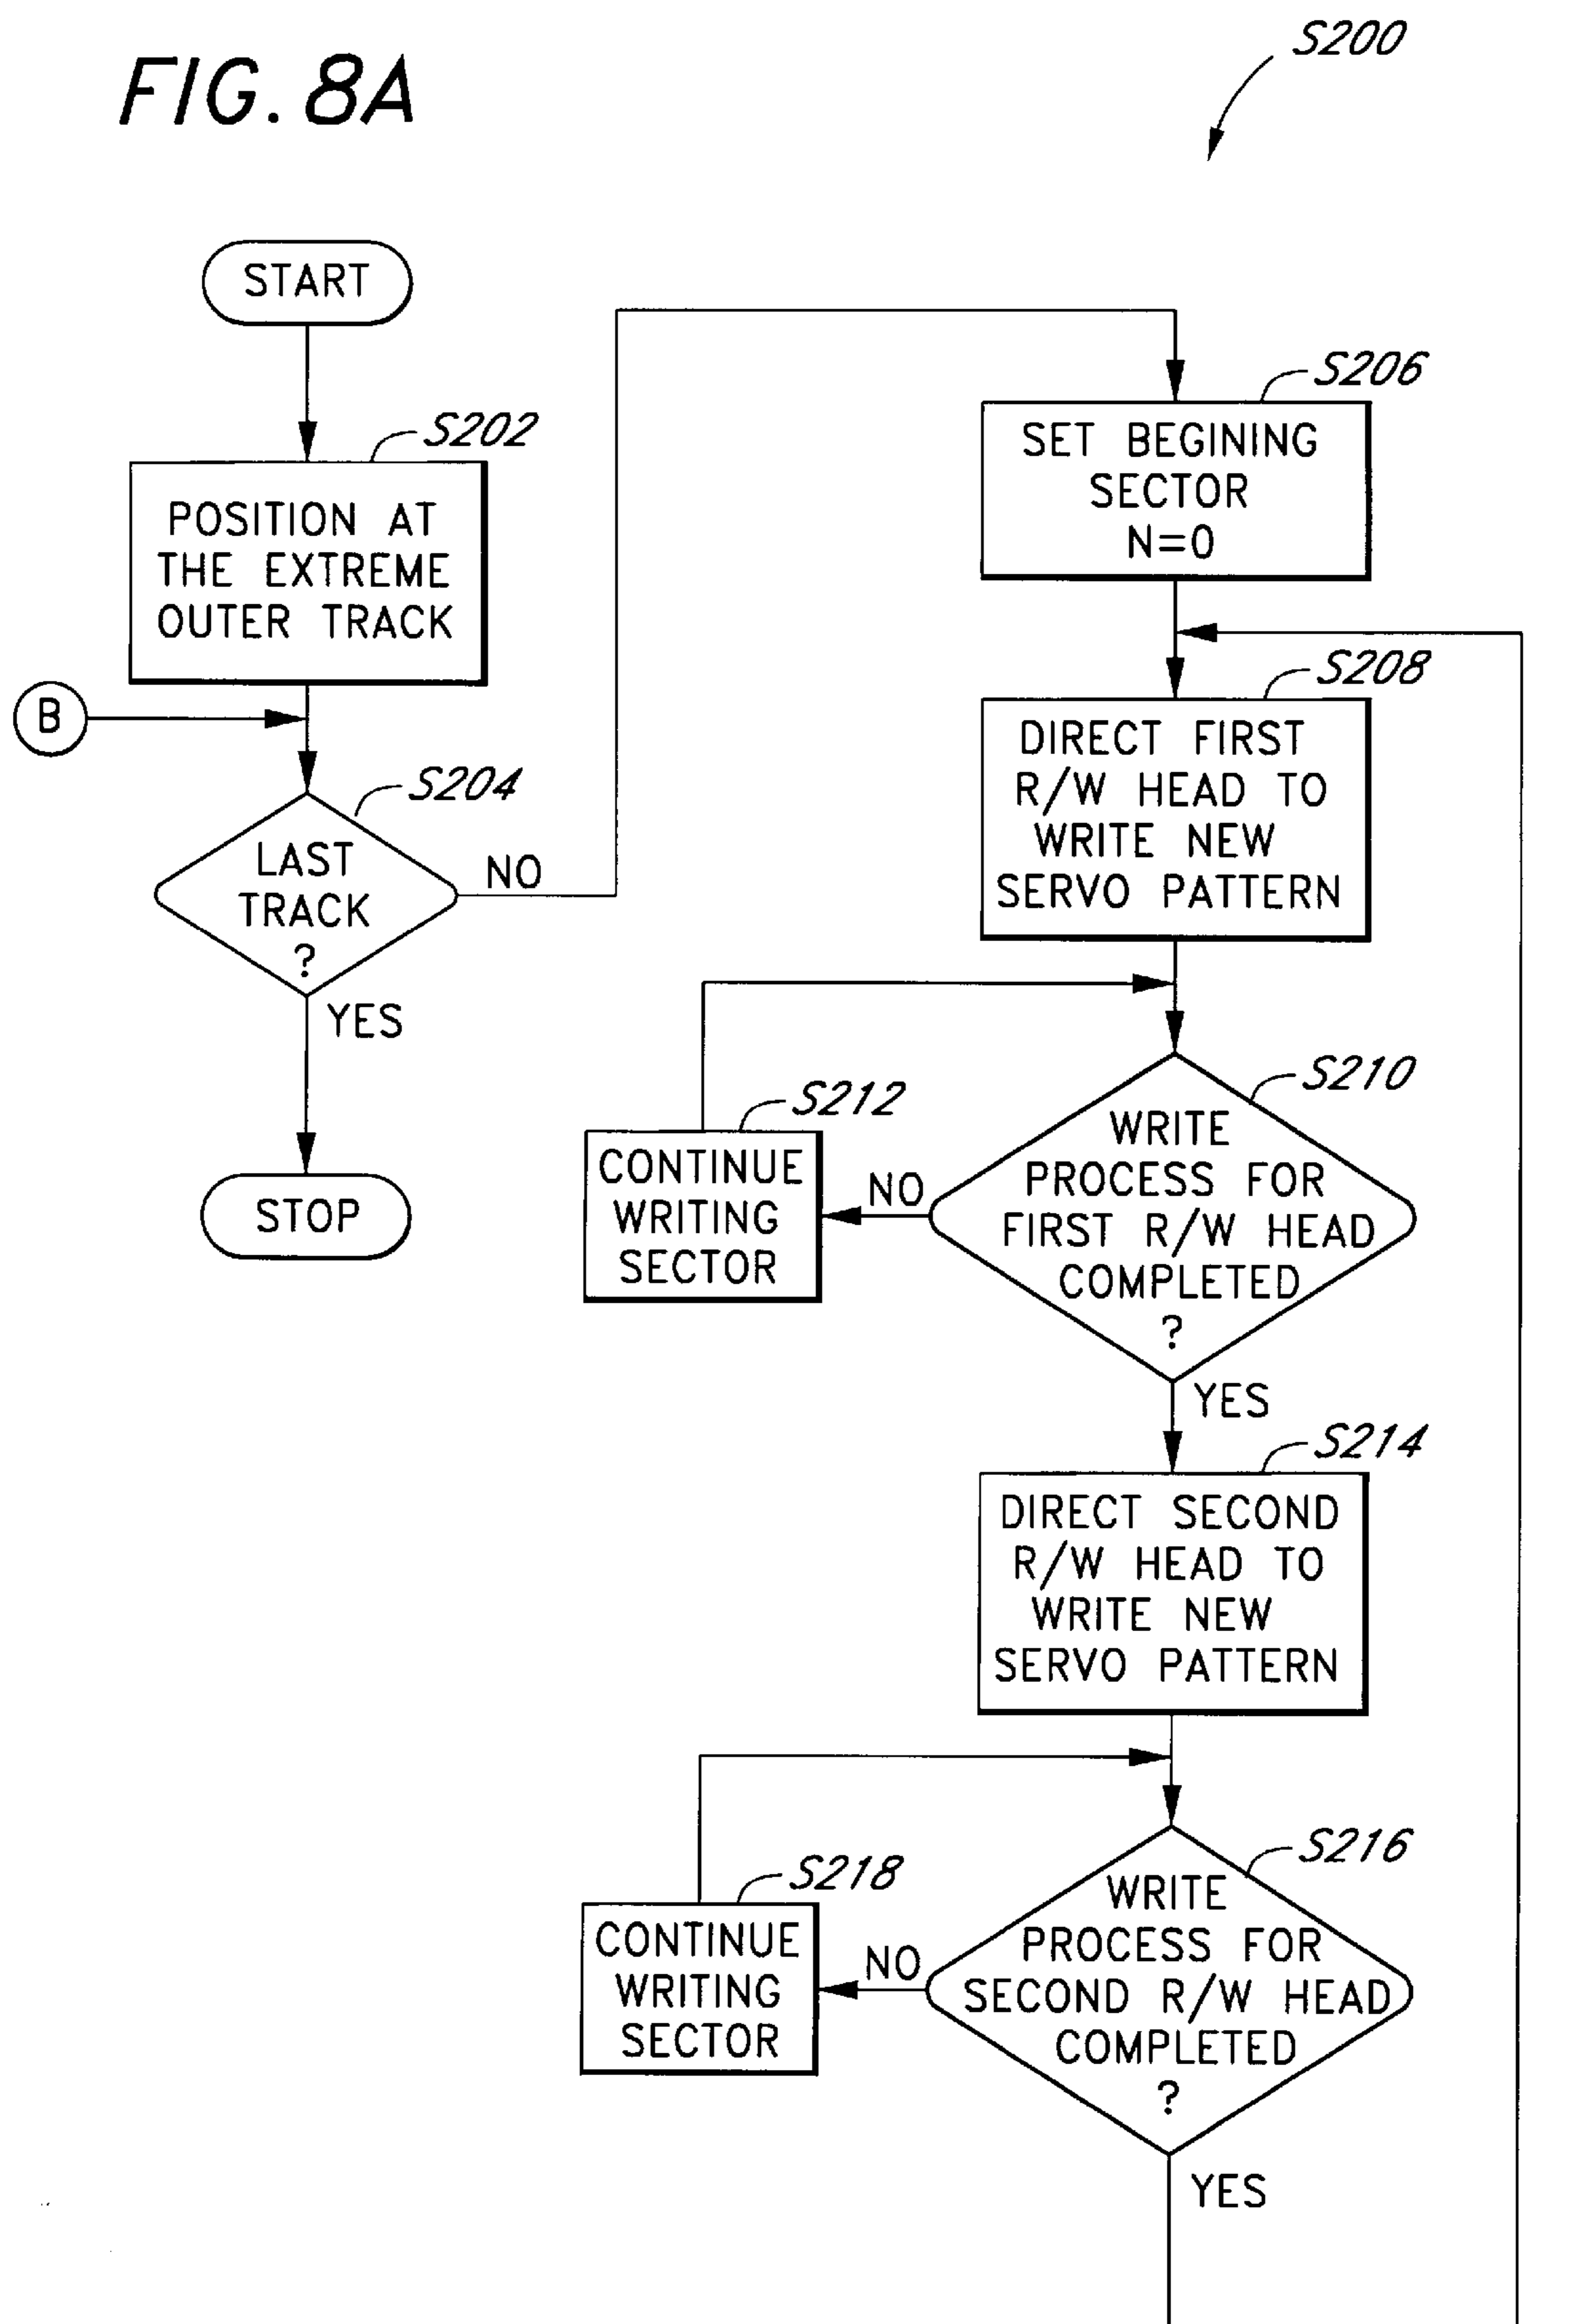 FIG. 8A
S200
START
S202
POSITION AT
THE EXTREME
OUTER TRACK
B
S204
LAST
TRACK
?
NO
YES
STOP
S206
SET BEGINING
SECTOR
N=0
S208
DIRECT FIRST
R/W HEAD TO
WRITE NEW
SERVO PATTERN
S210
WRITE
PROCESS FOR
FIRST R/W HEAD
COMPLETED
?
NO
S212
CONTINUE
WRITING
SECTOR
YES
S214
DIRECT SECOND
R/W HEAD TO
WRITE NEW
SERVO PATTERN
S216
WRITE
PROCESS FOR
SECOND R/W HEAD
COMPLETED
?
NO
S218
CONTINUE
WRITING
SECTOR
YES